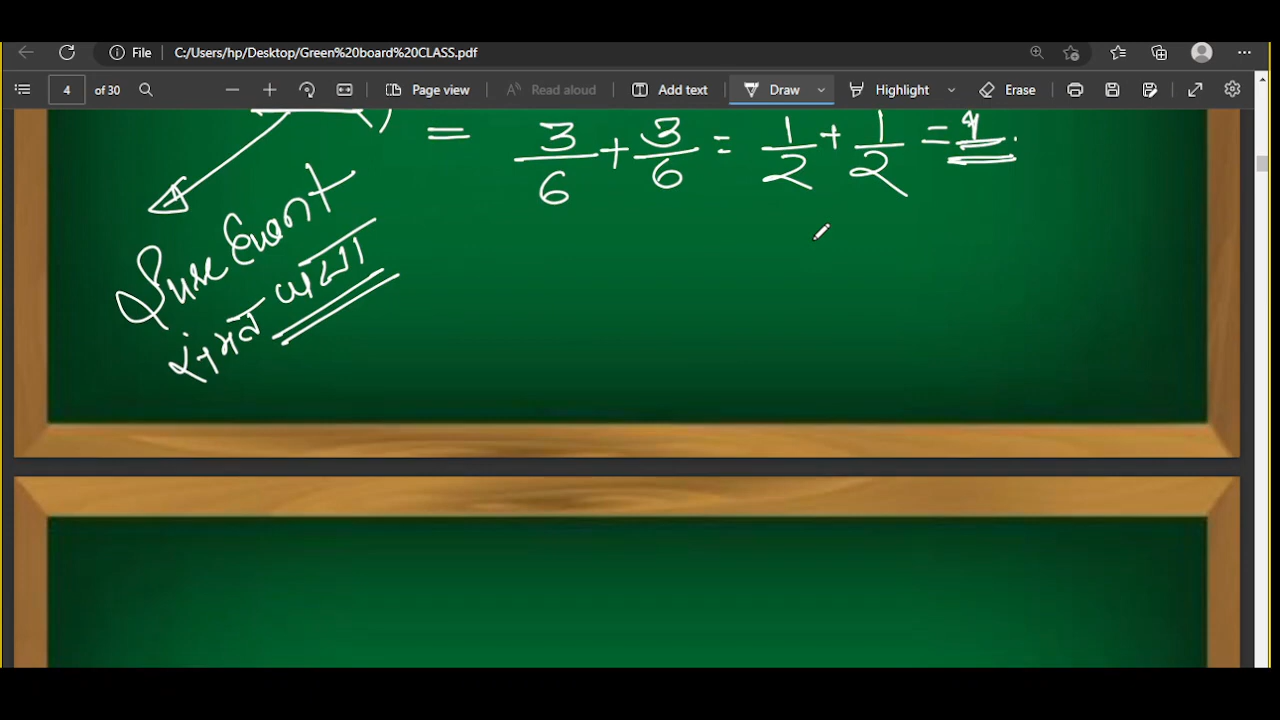 File C:/Users/hp/Desktop/Green%20board%20CLASS.pdf
4 of 30 Page view Read aloud Add text Draw Highlight Erase
= 3/6 + 3/6 = 1/2 + 1/2 = 1.
Sure Event
ঘটনা